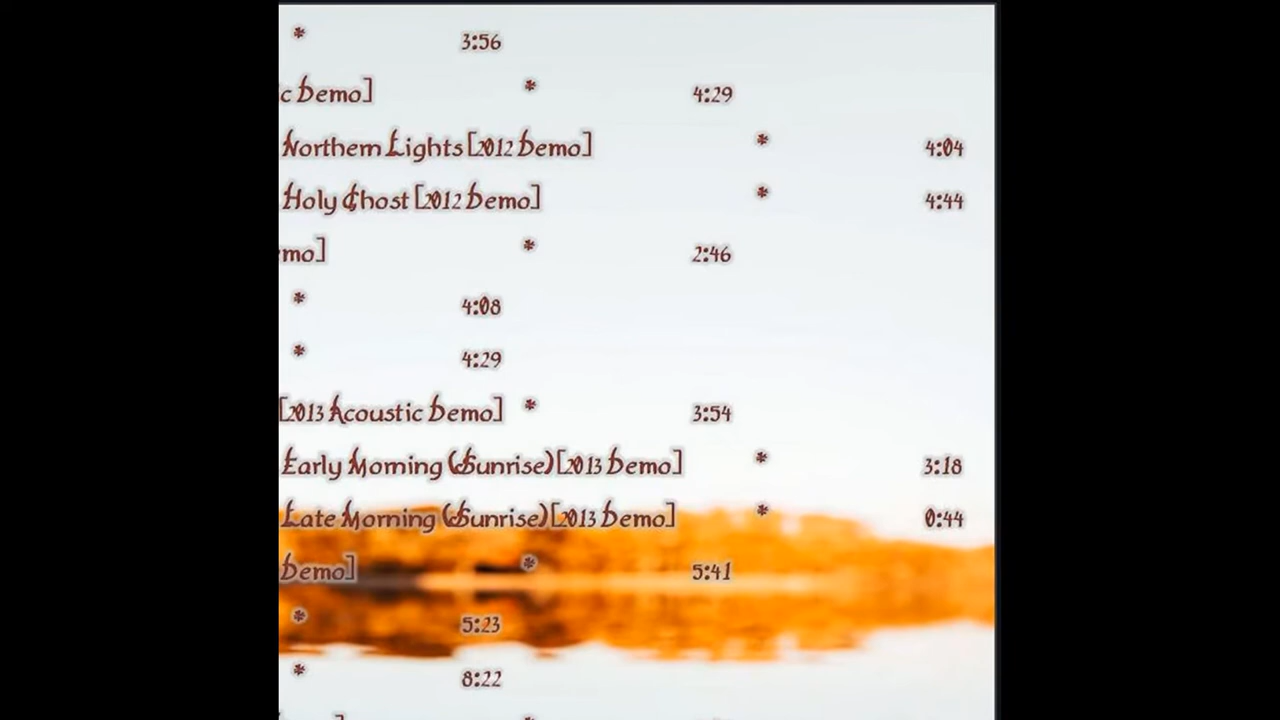 * 3:56
c Demo] * 4:29
Northern Lights [2012 Demo] * 4:04
Holy Ghost [2012 Demo] * 4:44
mo] * 2:46
* 4:08
* 4:29
[2013 Acoustic Demo] * 3:54
Early Morning (Sunrise) [2013 Demo] * 3:18
Late Morning (Sunrise) [2013 Demo] * 0:44
Demo] * 5:41
* 5:23
* 8:22